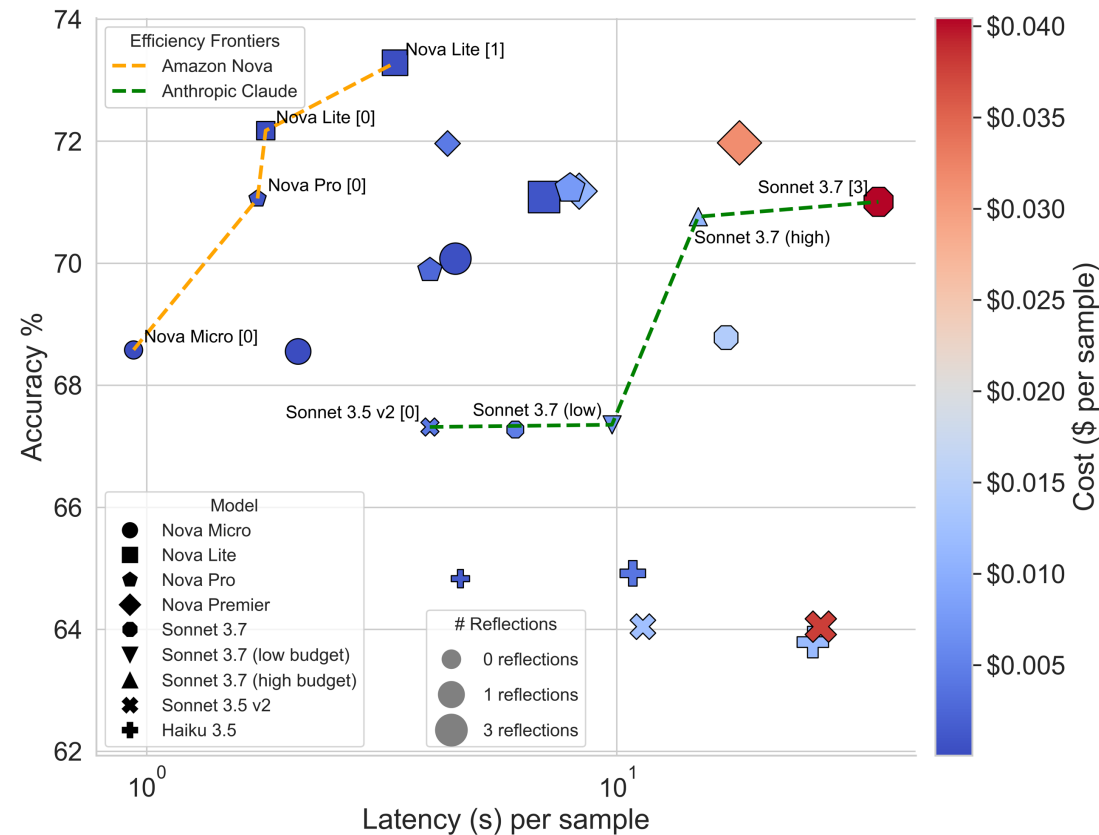 74
72
70
68
66
64
62
Accuracy %
Efficiency Frontiers
Amazon Nova
Anthropic Claude
Nova Lite [1]
Nova Lite [0]
Nova Pro [0]
Nova Micro [0]
Sonnet 3.7 [3]
Sonnet 3.7 (high)
Sonnet 3.5 v2 [0]
Sonnet 3.7 (low)
Model
Nova Micro
Nova Lite
Nova Pro
Nova Premier
Sonnet 3.7
Sonnet 3.7 (low budget)
Sonnet 3.7 (high budget)
Sonnet 3.5 v2
Haiku 3.5
# Reflections
0 reflections
1 reflections
3 reflections
10⁰
10¹
Latency (s) per sample
$0.040
$0.035
$0.030
$0.025
$0.020
$0.015
$0.010
$0.005
Cost ($ per sample)